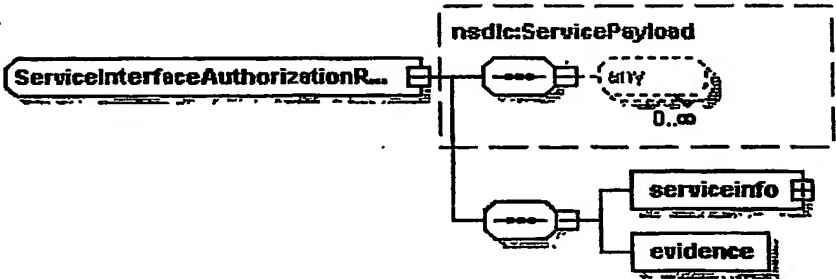 nsdlc:ServicePayload
ServiceInterfaceAuthorizationR...
any
0..∞
serviceinfo
evidence